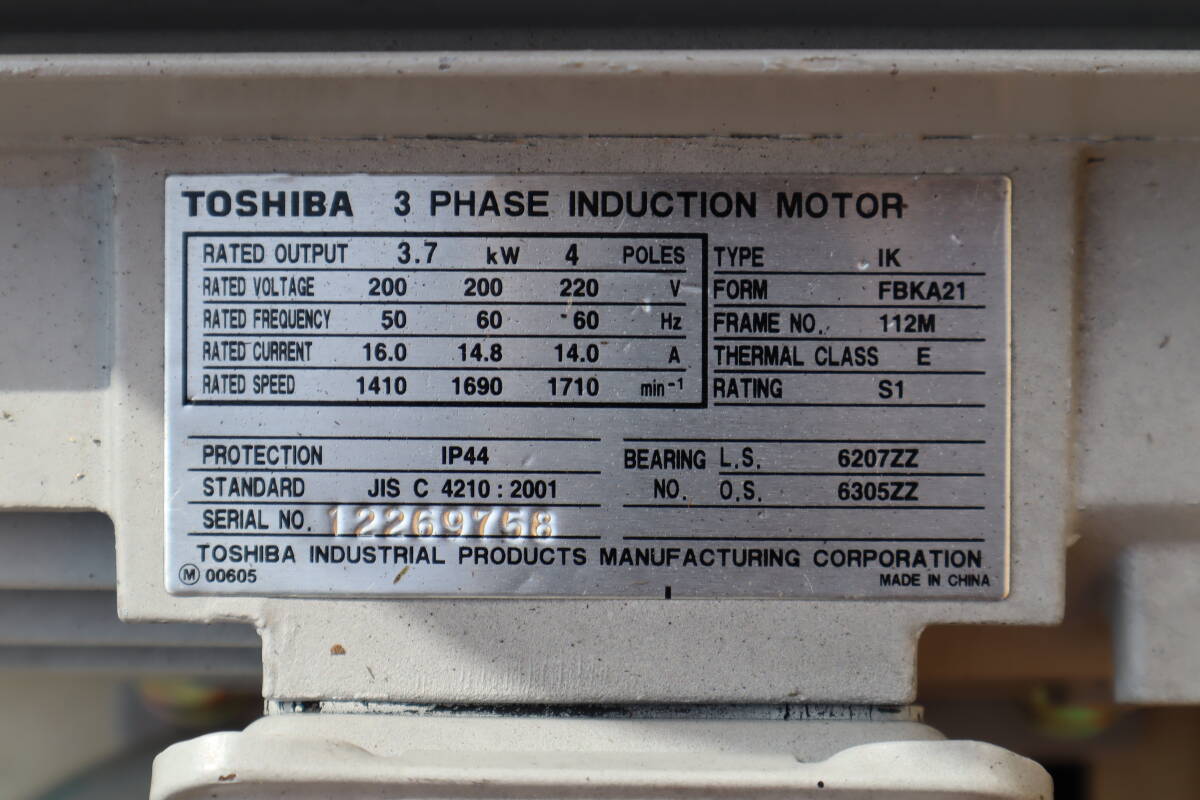 TOSHIBA 3 PHASE INDUCTION MOTOR
RATED OUTPUT 3.7 kW 4 POLES
RATED VOLTAGE 200 200 220 V
RATED FREQUENCY 50 60 60 Hz
RATED CURRENT 16.0 14.8 14.0 A
RATED SPEED 1410 1690 1710 min⁻¹
TYPE IK
FORM FBKA21
FRAME NO. 112M
THERMAL CLASS E
RATING S1
PROTECTION IP44
STANDARD JIS C 4210 : 2001
SERIAL NO. 12269758
BEARING L.S. 6207ZZ
NO. O.S. 6305ZZ
TOSHIBA INDUSTRIAL PRODUCTS MANUFACTURING CORPORATION
Ⓜ 00605 MADE IN CHINA